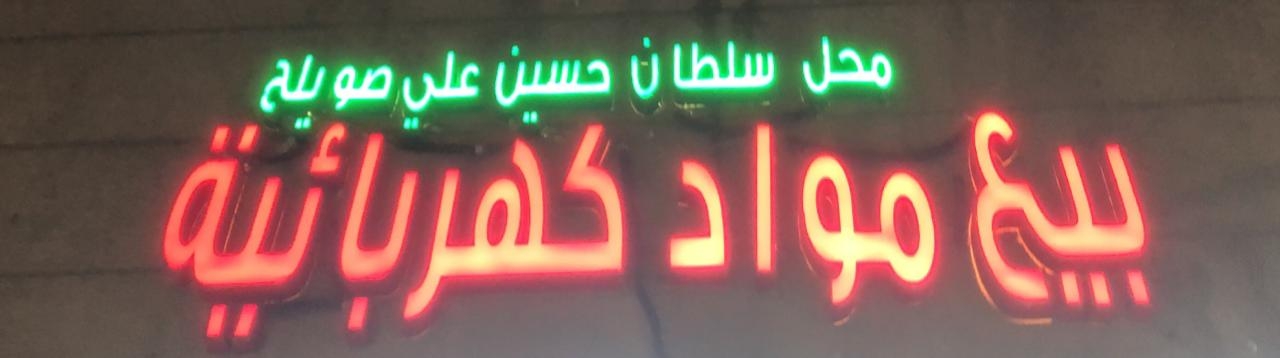 محل سلطان حسين علي صويلح
بيع مواد كهربائية